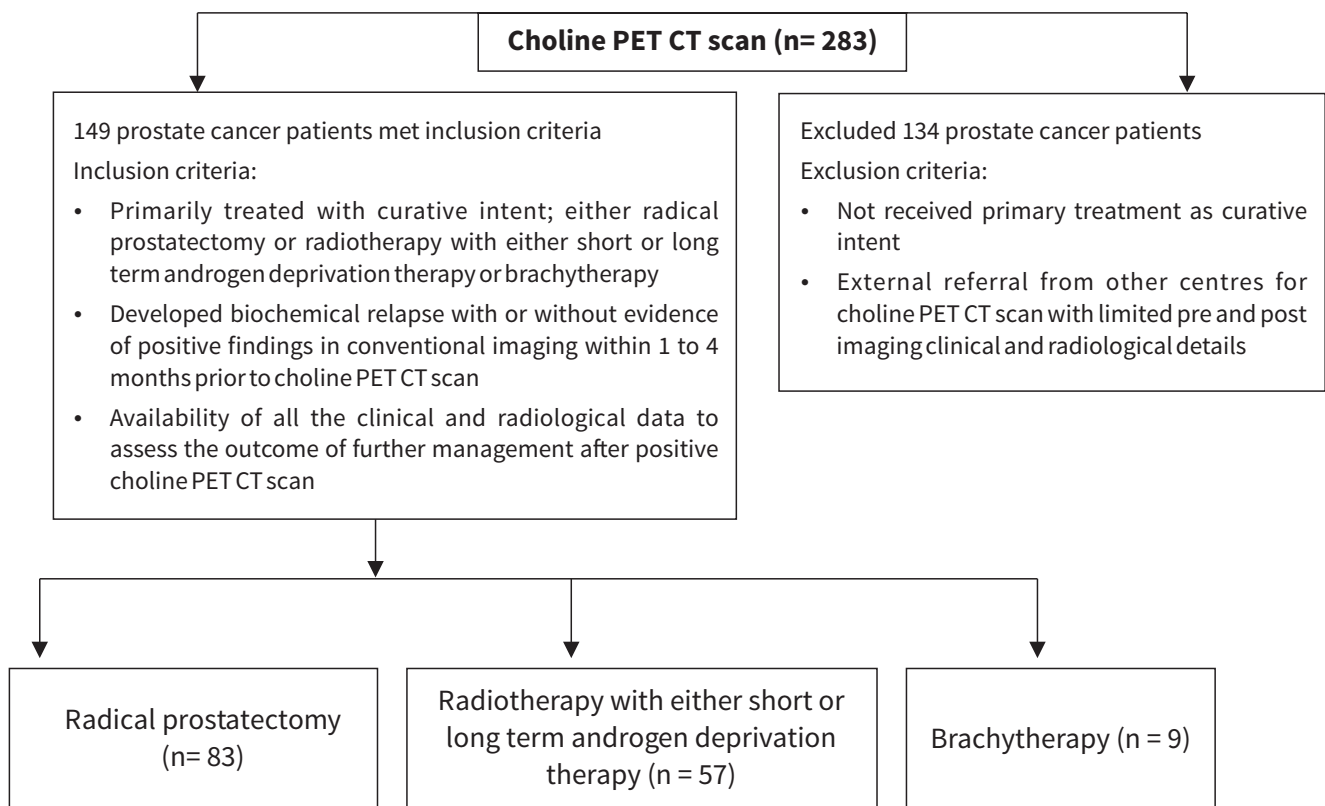 Choline PET CT scan (n= 283)
149 prostate cancer patients met inclusion criteria
Inclusion criteria:
• Primarily treated with curative intent; either radical
prostatectomy or radiotherapy with either short or long
term androgen deprivation therapy or brachytherapy
• Developed biochemical relapse with or without evidence
of positive findings in conventional imaging within 1 to 4
months prior to choline PET CT scan
• Availability of all the clinical and radiological data to
assess the outcome of further management after positive
choline PET CT scan
Excluded 134 prostate cancer patients
Exclusion criteria:
• Not received primary treatment as curative
intent
• External referral from other centres for
choline PET CT scan with limited pre and post
imaging clinical and radiological details
Radical prostatectomy
(n= 83)
Radiotherapy with either short or
long term androgen deprivation
therapy (n = 57)
Brachytherapy (n = 9)